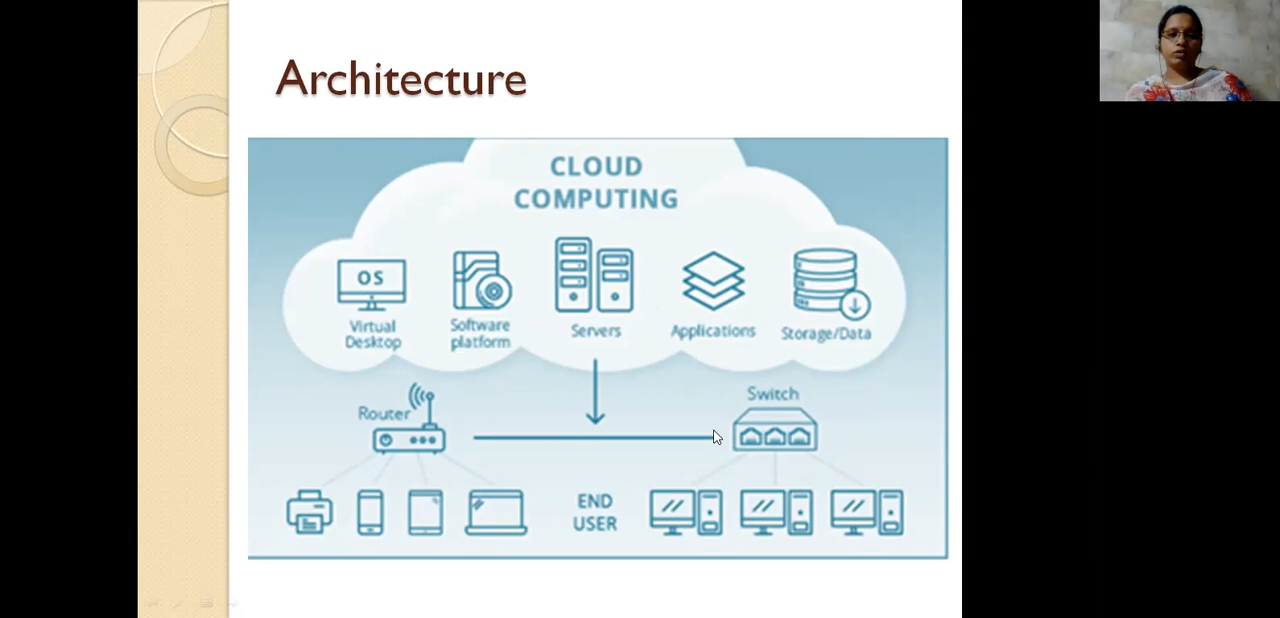 Architecture
CLOUD
COMPUTING
OS
Virtual
Desktop
Software
platform
Servers
Applications
Storage/Data
Router
Switch
END
USER